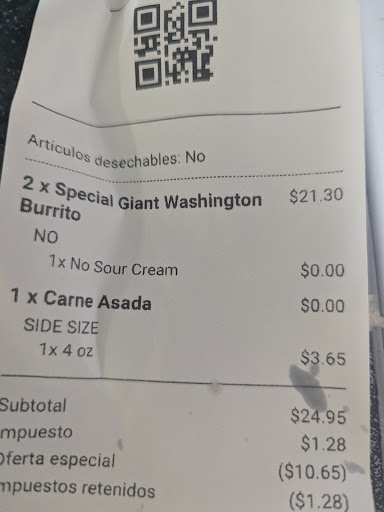 Artículos desechables: No
2 x Special Giant Washington $21.30
Burrito
NO
1x No Sour Cream $0.00
1 x Carne Asada $0.00
SIDE SIZE
1x 4 oz $3.65
Subtotal $24.95
mpuesto $1.28
Oferta especial ($10.65)
mpuestos retenidos ($1.28)